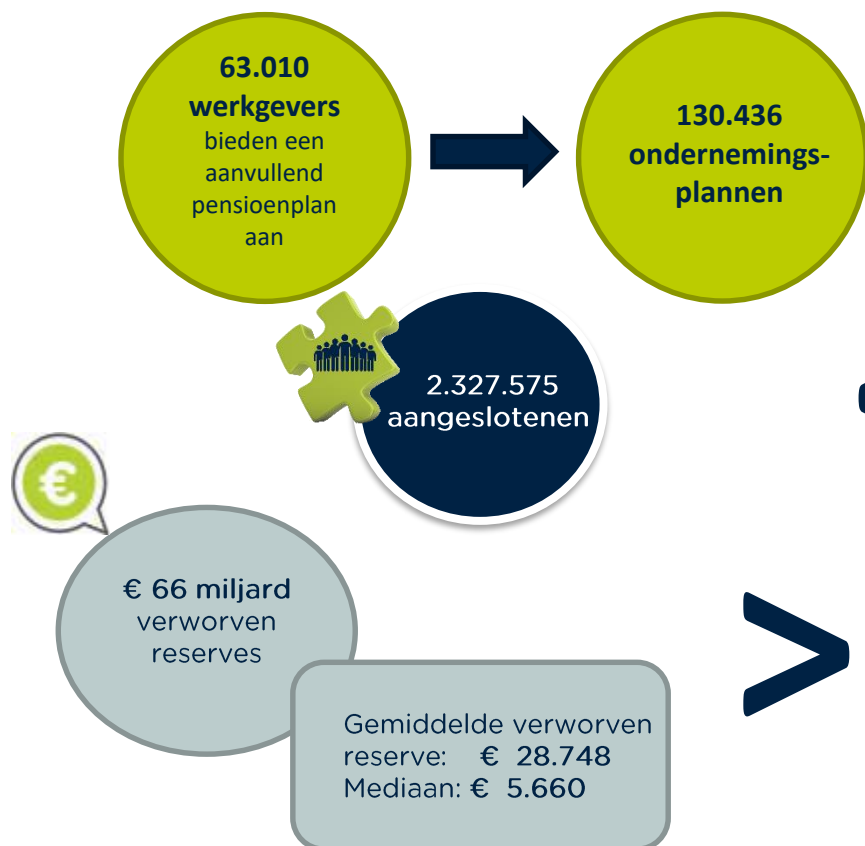 63.010
werkgevers
bieden een
aanvullend
pensioenplan
aan
130.436
ondernemings-
plannen
2.327.575
aangeslotenen
€
€ 66 miljard
verworven
reserves
>
Gemiddelde verworven
reserve: € 28.748
Mediaan: € 5.660